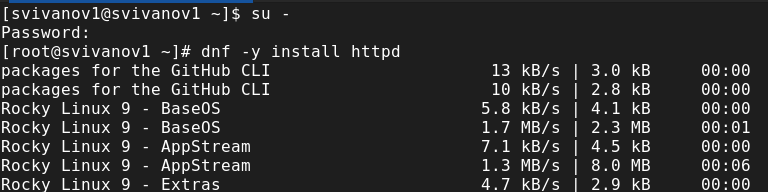 [svivanov1@svivanov1 ~]$ su -
Password:
[root@svivanov1 ~]# dnf -y install httpd
packages for the GitHub CLI 13 kB/s | 3.0 kB 00:00
packages for the GitHub CLI 10 kB/s | 2.8 kB 00:00
Rocky Linux 9 - BaseOS 5.8 kB/s | 4.1 kB 00:00
Rocky Linux 9 - BaseOS 1.7 MB/s | 2.3 MB 00:01
Rocky Linux 9 - AppStream 7.1 kB/s | 4.5 kB 00:00
Rocky Linux 9 - AppStream 1.3 MB/s | 8.0 MB 00:06
Rocky Linux 9 - Extras 4.7 kB/s | 2.9 kB 00:00